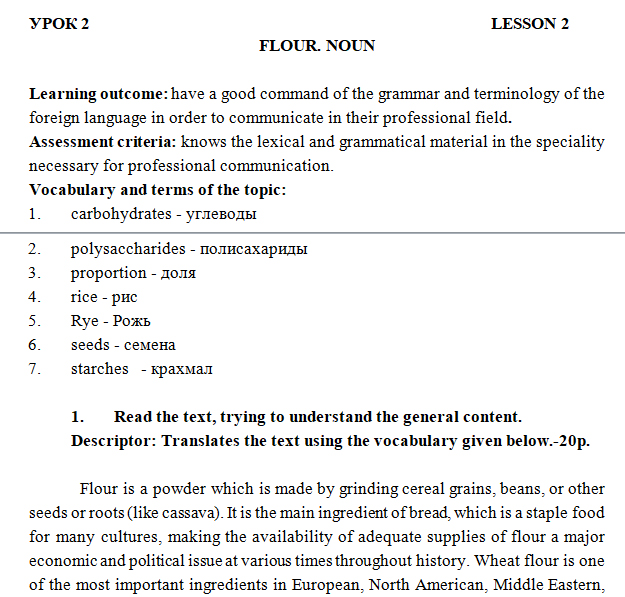 УРОК 2 LESSON 2
FLOUR. NOUN
Learning outcome: have a good command of the grammar and terminology of the
foreign language in order to communicate in their professional field.
Assessment criteria: knows the lexical and grammatical material in the speciality
necessary for professional communication.
Vocabulary and terms of the topic:
1. carbohydrates - углеводы
2. polysaccharides - полисахариды
3. proportion - доля
4. rice - рис
5. Rye - Рожь
6. seeds - семена
7. starches - крахмал
1. Read the text, trying to understand the general content.
Descriptor: Translates the text using the vocabulary given below.-20p.
Flour is a powder which is made by grinding cereal grains, beans, or other
seeds or roots (like cassava). It is the main ingredient of bread, which is a staple food
for many cultures, making the availability of adequate supplies of flour a major
economic and political issue at various times throughout history. Wheat flour is one
of the most important ingredients in European, North American, Middle Eastern,